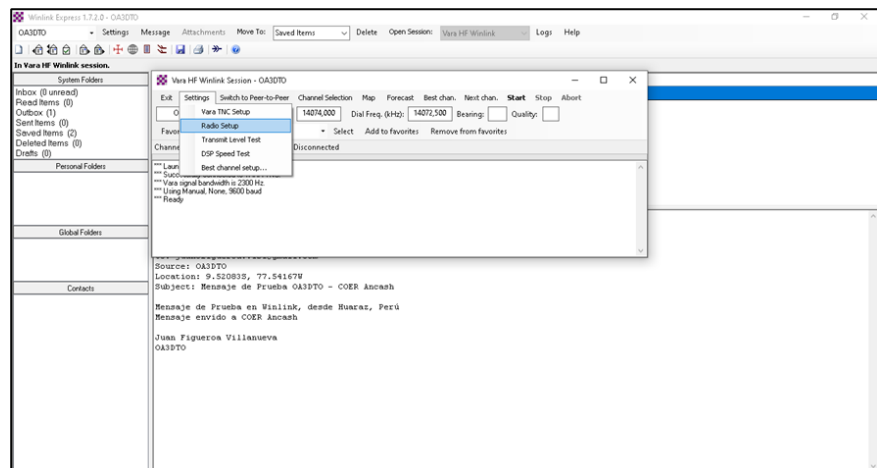 Winlink Express 1.7.2.0 - OA3DTO
OA3DTO Settings Message Attachments Move To: Saved Items Delete Open Session: Vara HF Winlink Logs Help
In Vara HF Winlink session.
System Folders
Inbox (0 unread)
Read Items (0)
Outbox (1)
Sent Items (0)
Saved Items (2)
Deleted Items (0)
Drafts (0)
Personal Folders
Global Folders
Contacts
Vara HF Winlink Session - OA3DTO
Exit Settings Switch to Peer-to-Peer Channel Selection Map Forecast Best chan. Next chan. Start Stop Abort
14074,000 Dial Freq. (kHz): 14072,500 Bearing: Quality:
Favor Select Add to favorites Remove from favorites
Channe Disconnected
Vara TNC Setup
Radio Setup
Transmit Level Test
DSP Speed Test
Best channel setup...
*** Laun
*** Vara signal bandwidth is 2300 Hz.
*** Using Manual, None, 9600 baud
*** Ready
Source: OA3DTO
Location: 9.52083S, 77.54167W
Subject: Mensaje de Prueba OA3DTO - COER Ancash
Mensaje de Prueba en Winlink, desde Huaraz, Perú
Mensaje envido a COER Ancash
Juan Figueroa Villanueva
OA3DTO